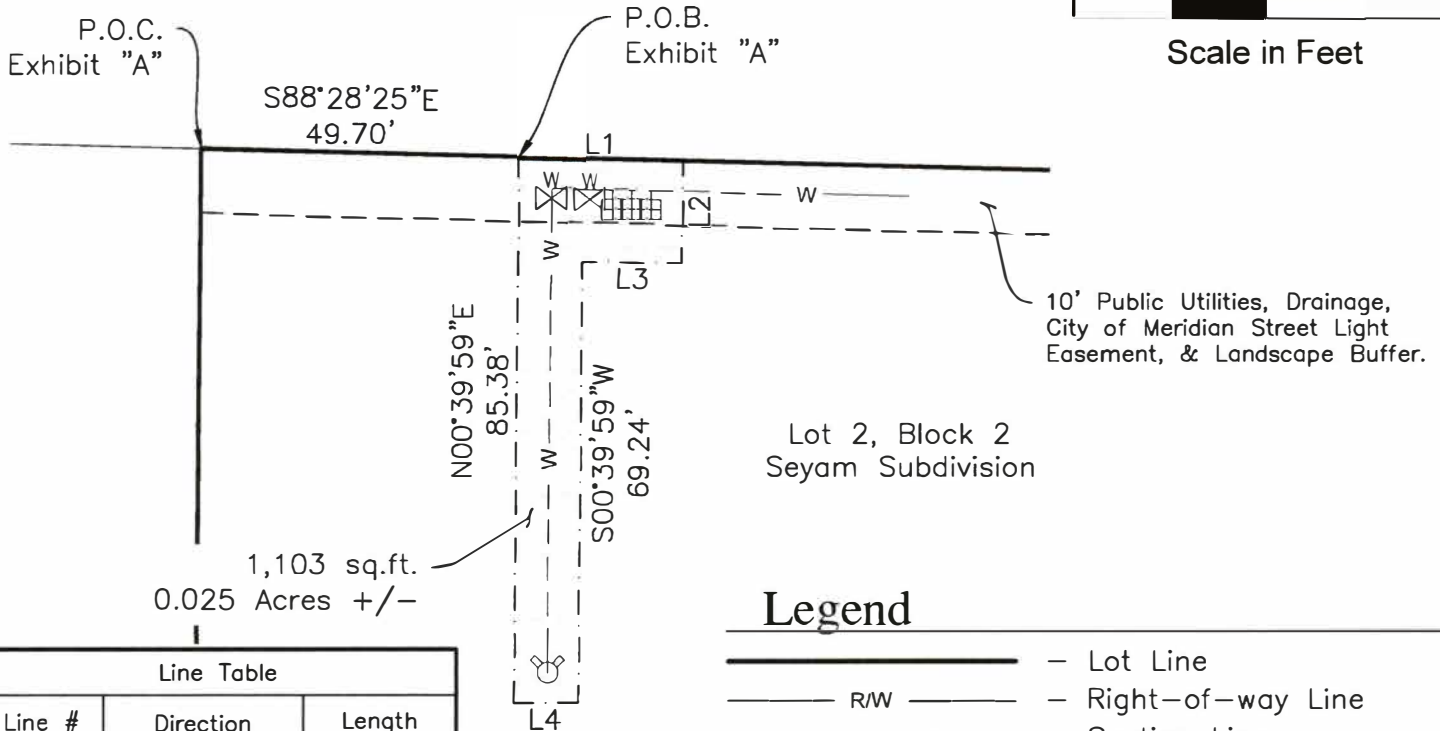 P.O.C.
Exhibit "A"
P.O.B.
Exhibit "A"
Scale in Feet
S88°28'25"E
49.70'
L1
W
W
W
L2
W
L3
10' Public Utilities, Drainage,
City of Meridian Street Light
Easement, & Landscape Buffer.
N00°39'59"E
85.38'
S00°39'59"W
69.24'
W
Lot 2, Block 2
Seyam Subdivision
1,103 sq.ft.
0.025 Acres +/-
L4
Line Table
Line # Direction Length
Legend
– Lot Line
R/W – Right-of-way Line